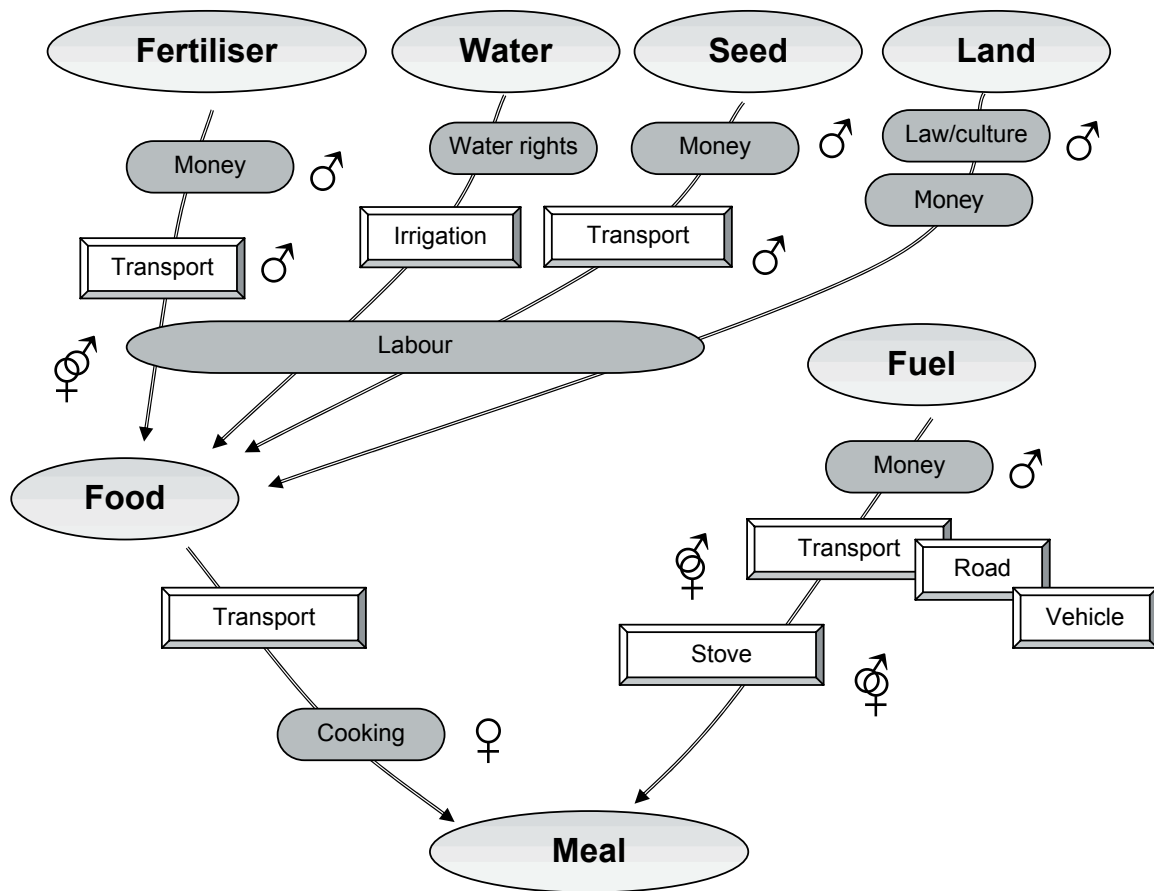 Fertiliser
Water
Seed
Land
Money
Water rights
Money
Law/culture
Money
Transport
Irrigation
Transport
Labour
Fuel
Money
Food
Transport
Road
Vehicle
Transport
Stove
Cooking
Meal